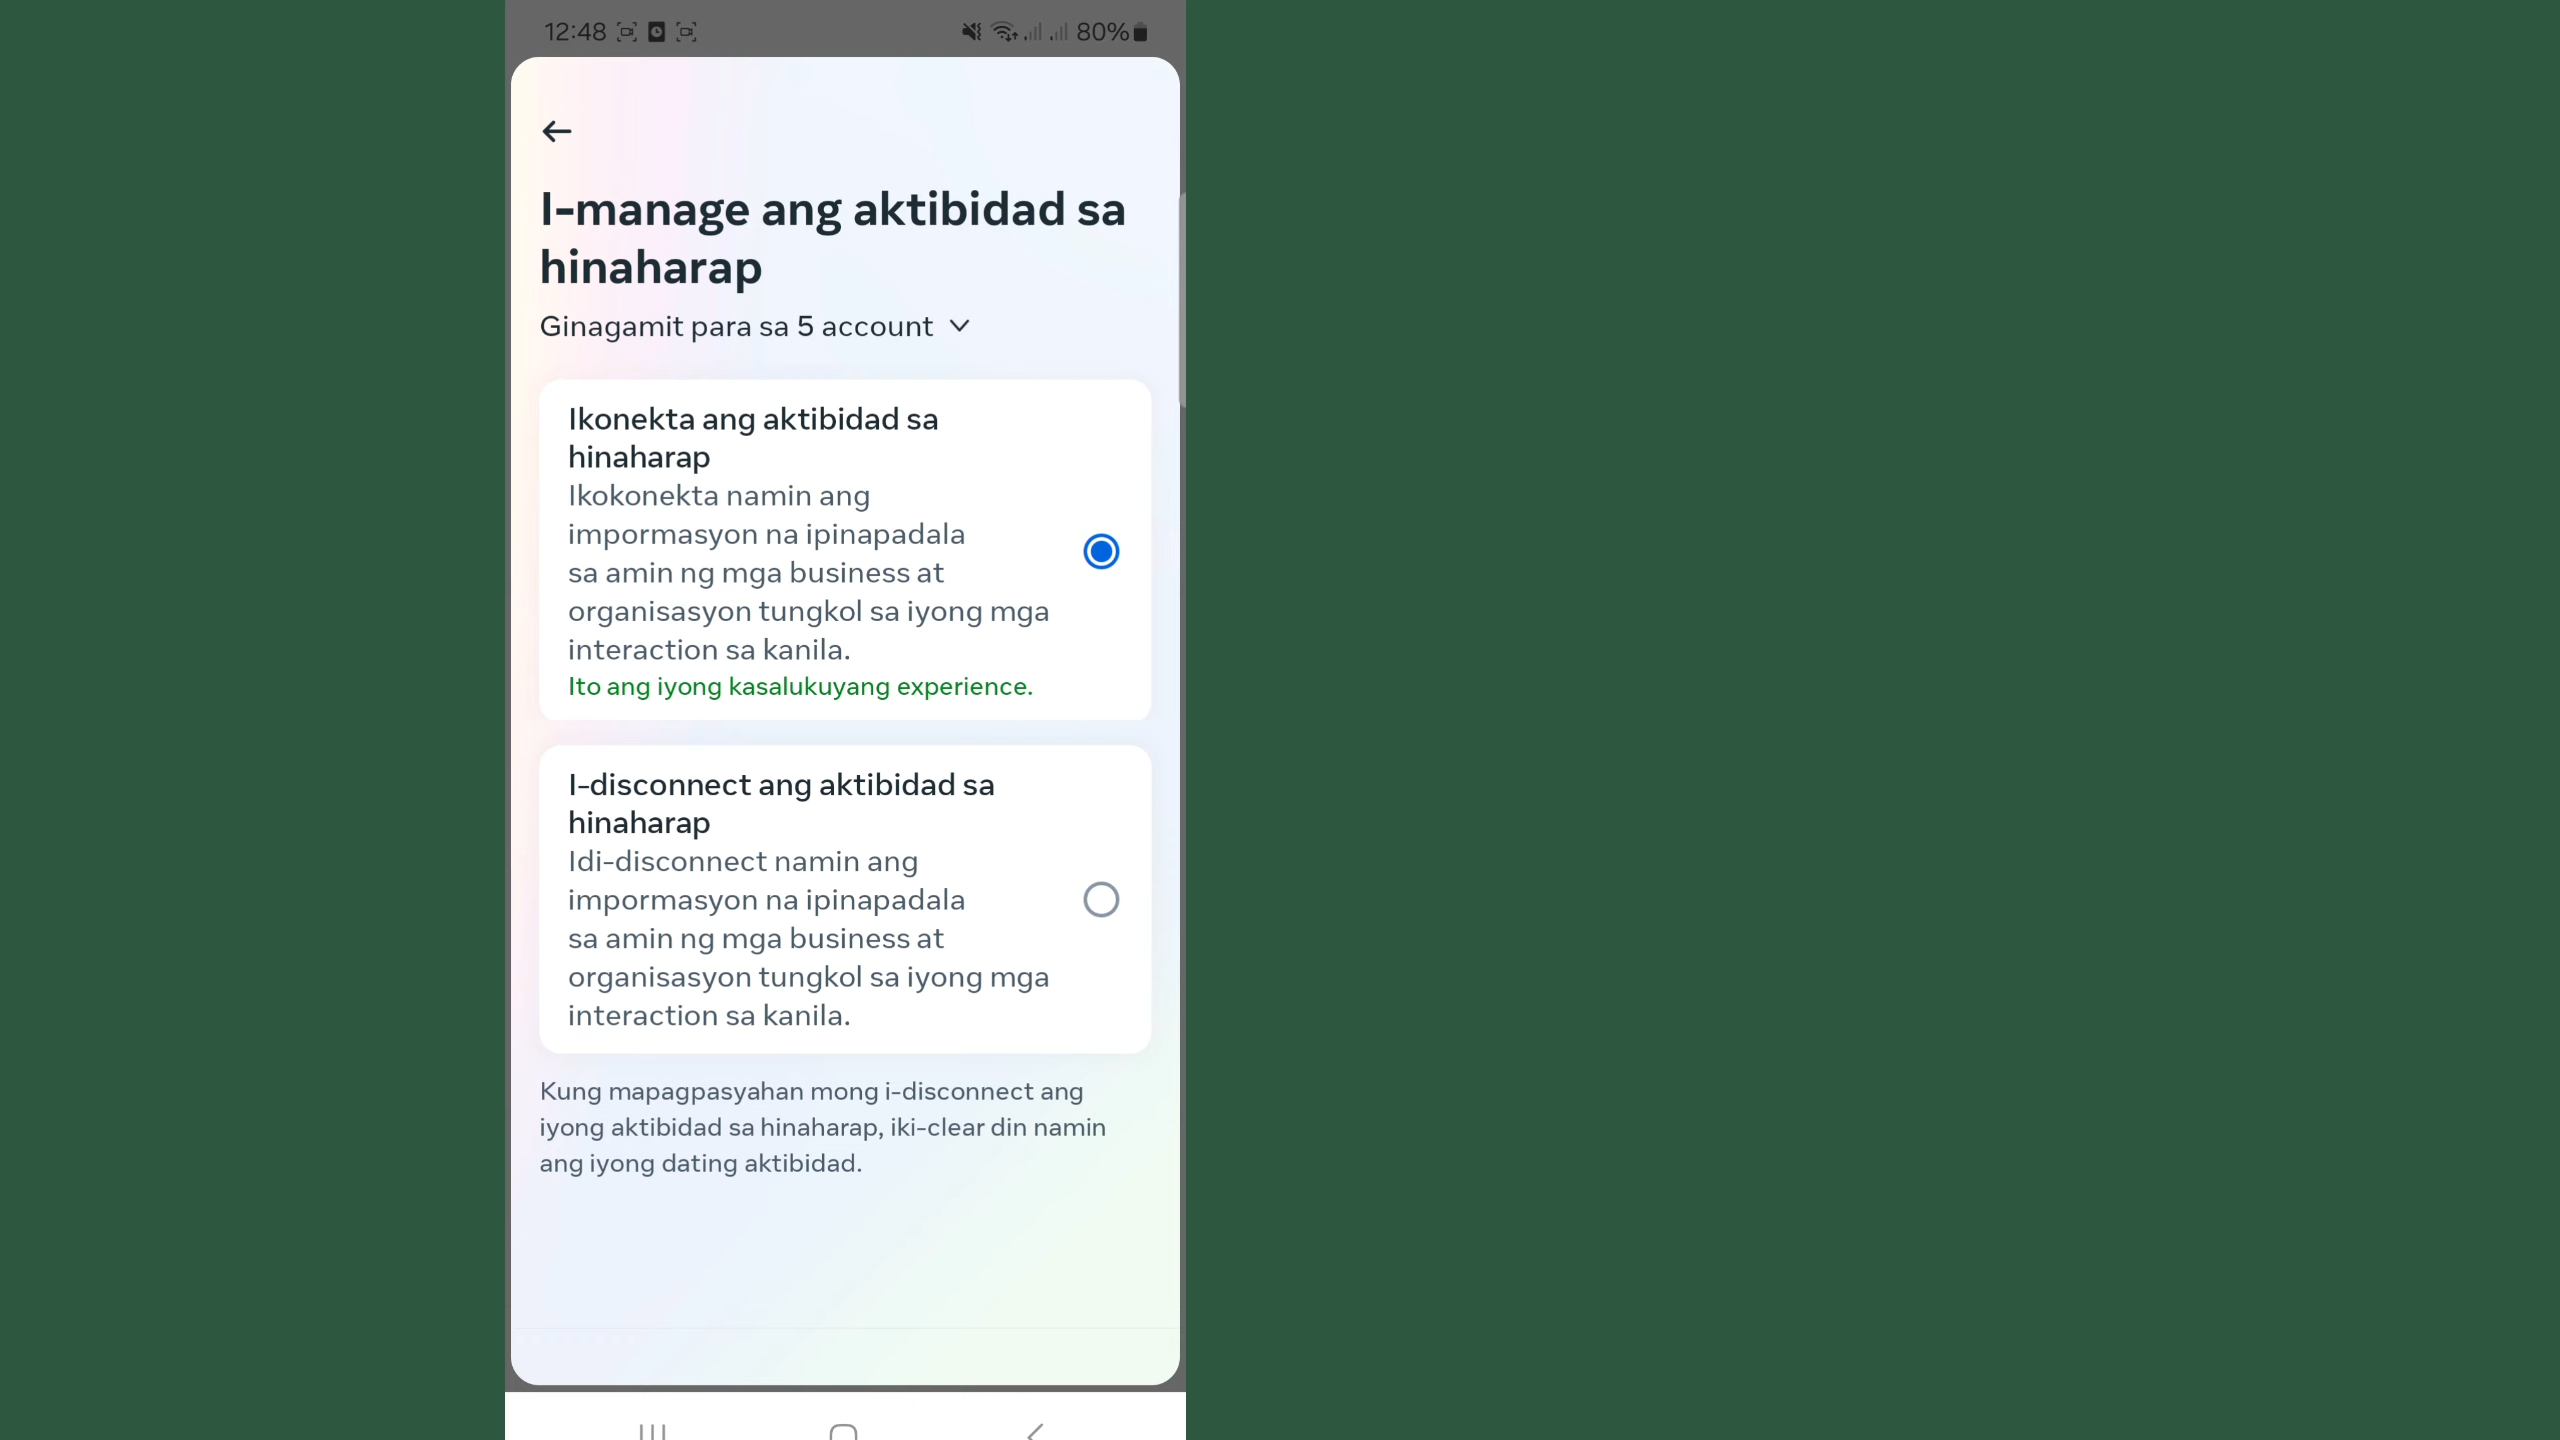 12:48
80%
I-manage ang aktibidad sa
hinaharap
Ginagamit para sa 5 account
Ikonekta ang aktibidad sa
hinaharap
Ikokonekta namin ang
impormasyon na ipinapadala
sa amin ng mga business at
organisasyon tungkol sa iyong mga
interaction sa kanila.
Ito ang iyong kasalukuyang experience.
I-disconnect ang aktibidad sa
hinaharap
Idi-disconnect namin ang
impormasyon na ipinapadala
sa amin ng mga business at
organisasyon tungkol sa iyong mga
interaction sa kanila.
Kung mapagpasyahan mong i-disconnect ang
iyong aktibidad sa hinaharap, iki-clear din namin
ang iyong dating aktibidad.